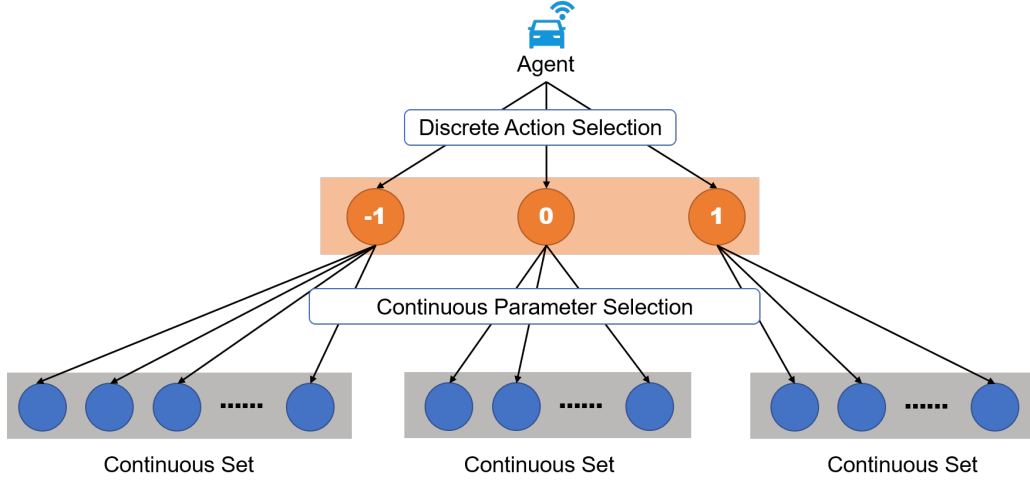 Agent
Discrete Action Selection
-1 0 1
Continuous Parameter Selection
Continuous Set Continuous Set Continuous Set